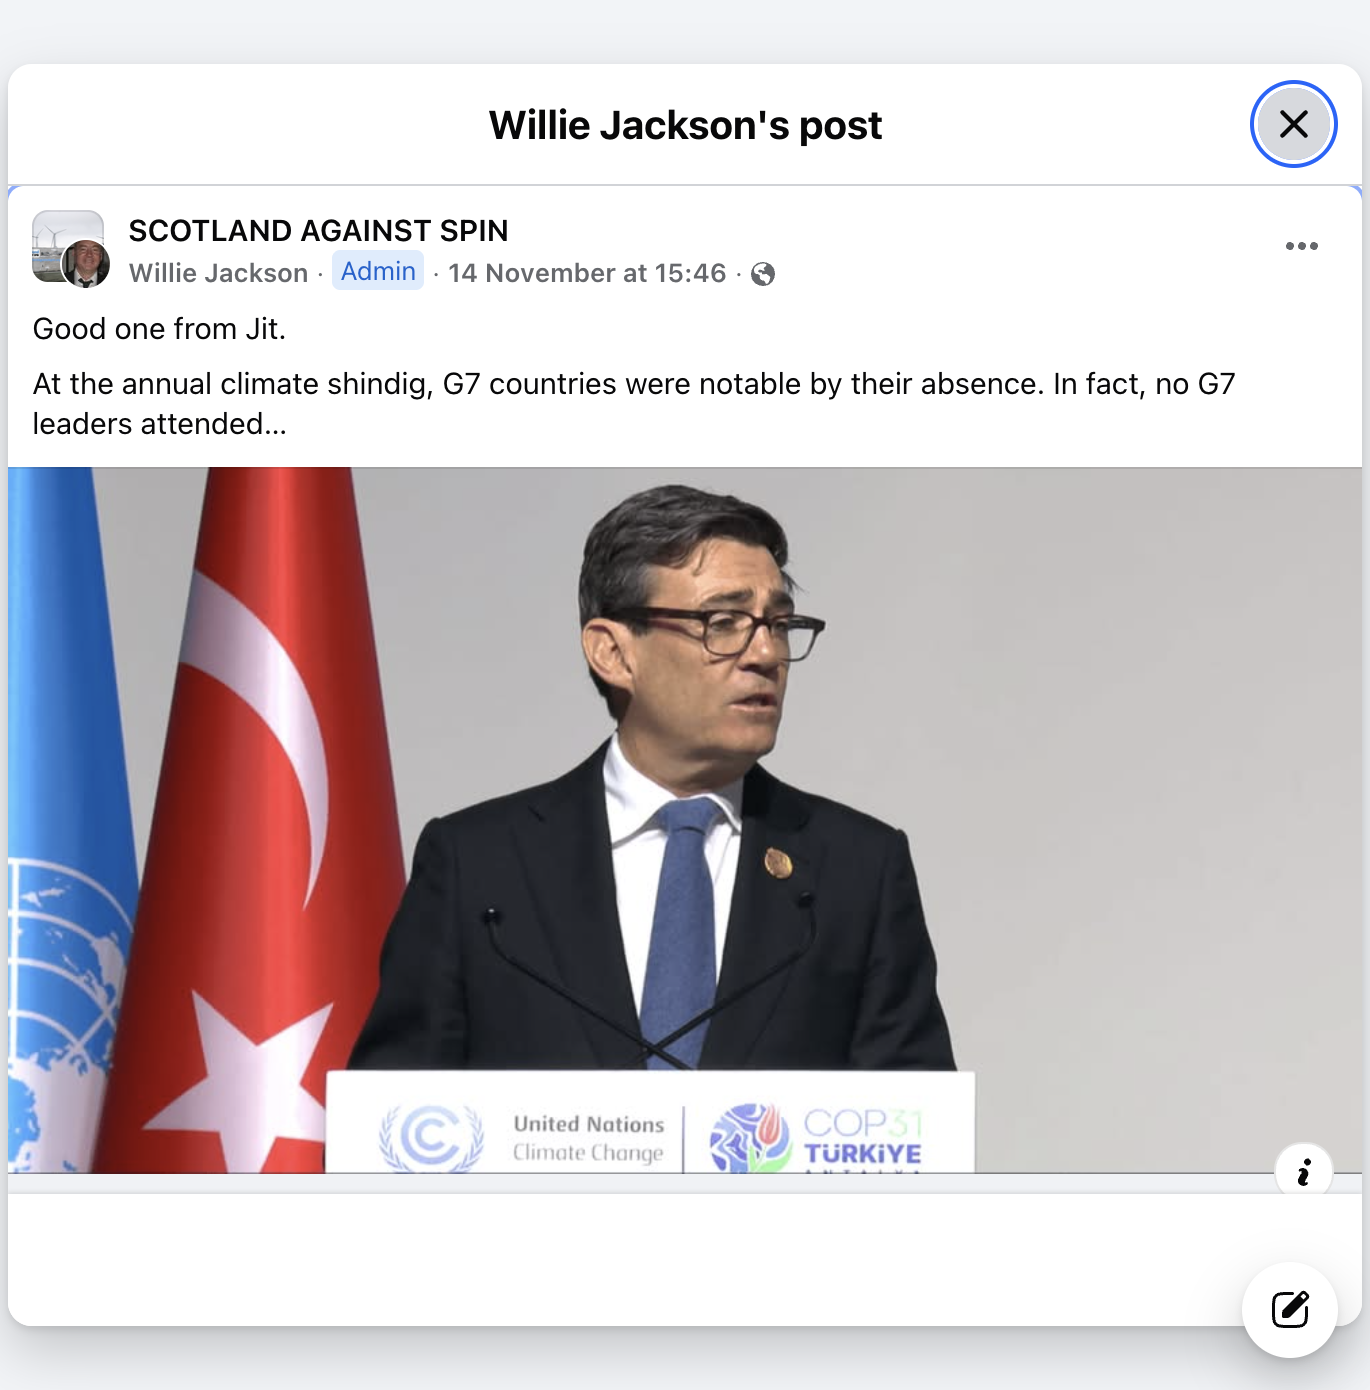 Willie Jackson's post
SCOTLAND AGAINST SPIN
Willie Jackson · Admin · 14 November at 15:46 ·
Good one from Jit.
At the annual climate shindig, G7 countries were notable by their absence. In fact, no G7
leaders attended...
United Nations
Climate Change
COP31
TÜRKİYE